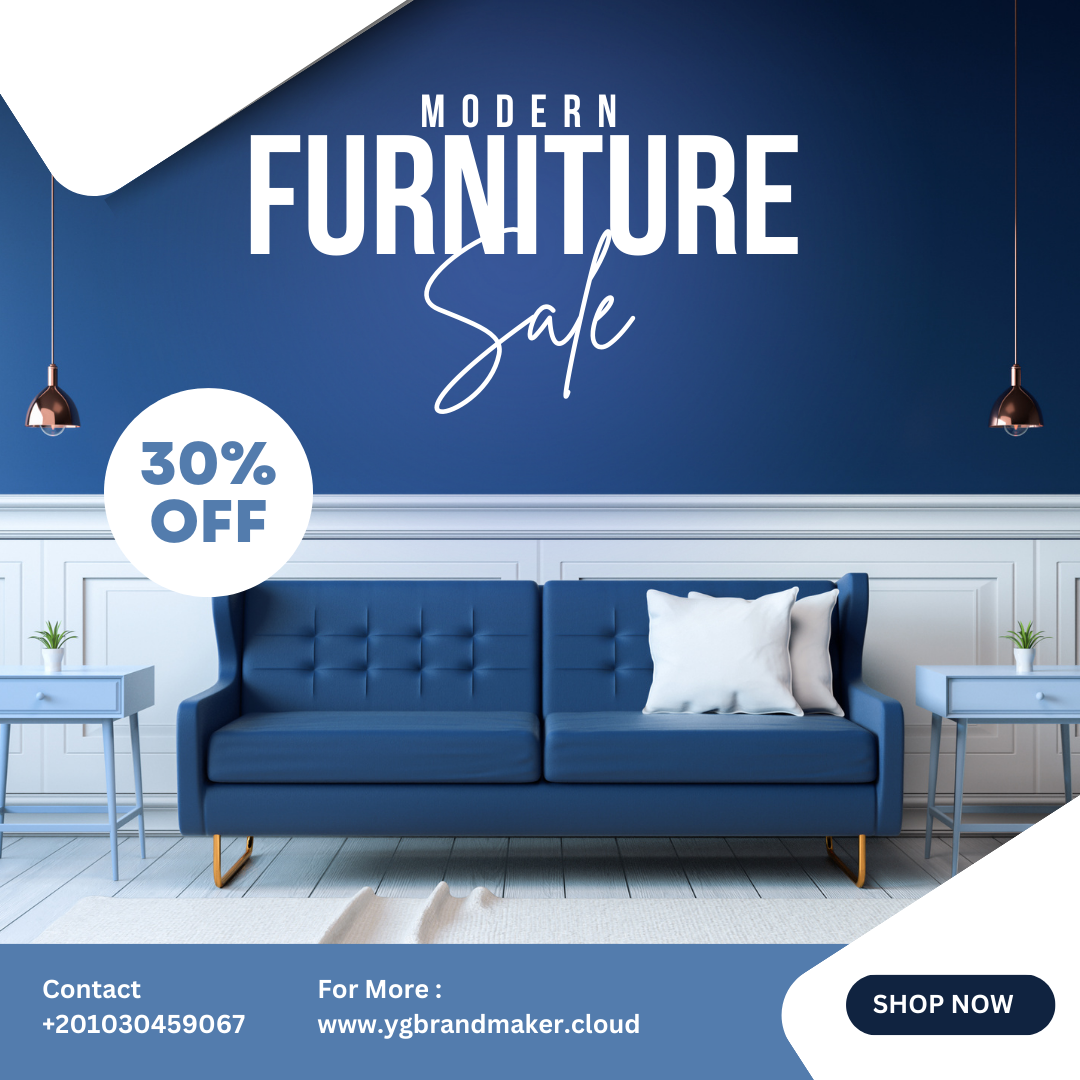 MODERN
FURNITURE
Sale
30%
OFF
Contact
+201030459067
For More :
www.ygbrandmaker.cloud
SHOP NOW